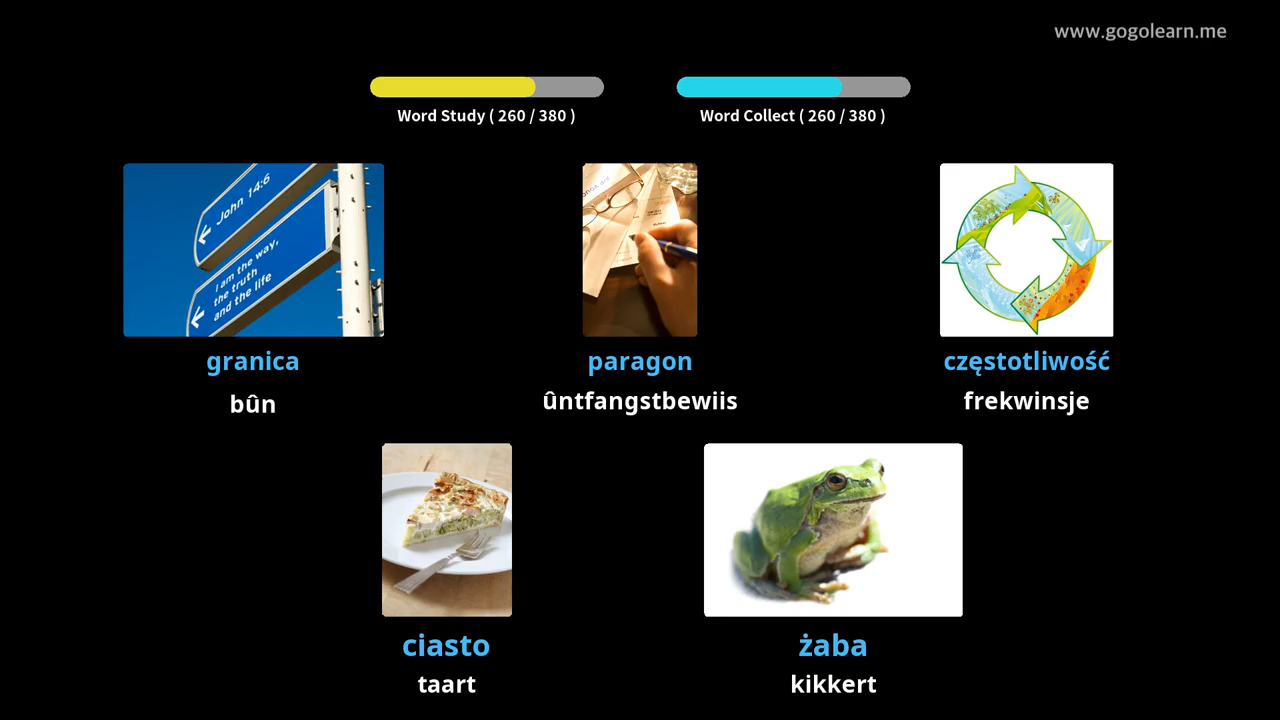 www.gogolearn.me
Word Study ( 260 / 380 )
Word Collect ( 260 / 380 )
John 14:6
I am the way,
the truth
and the life
granica
bûn
paragon
ûntfangstbewiis
częstotliwość
frekwinsje
ciasto
taart
żaba
kikkert